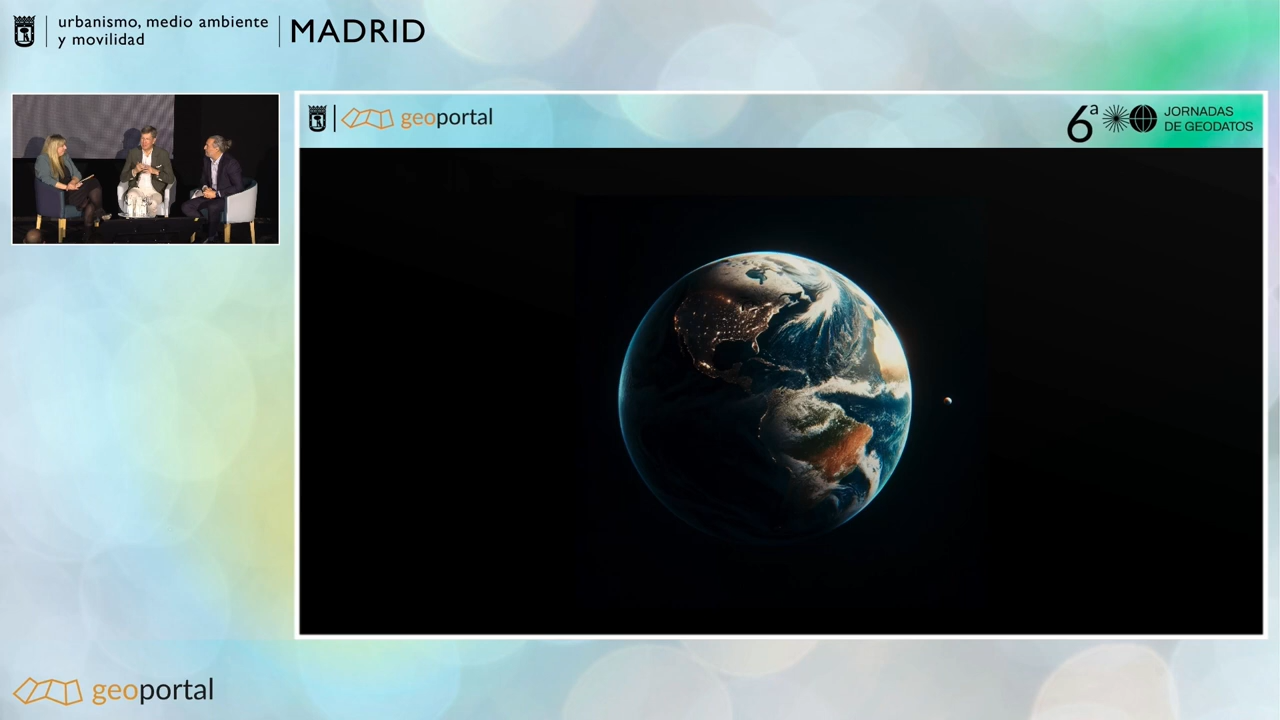 urbanismo, medio ambiente
y movilidad
MADRID
geoportal
6ª
JORNADAS
DE GEODATOS
geoportal